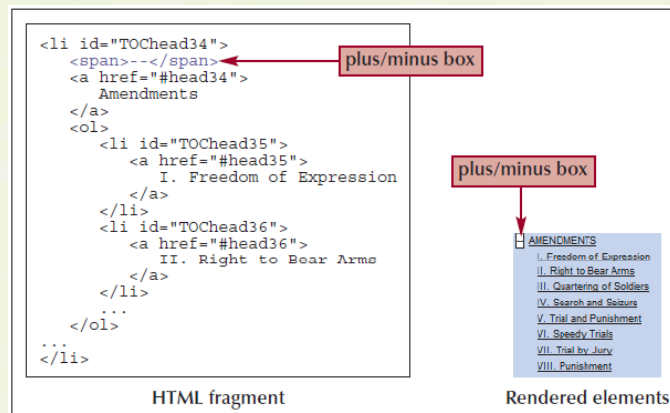 <li id="TOChead34">
<span>--</span>
plus/minus box
<a href="#head34">
Amendments
</a>
<ol>
<li id="TOChead35">
<a href="#head35">
I. Freedom of Expression
</a>
</li>
<li id="TOChead36">
<a href="#head36">
II. Right to Bear Arms
</a>
</li>
...
</ol>
...
</li>
HTML fragment
plus/minus box
AMENDMENTS
I. Freedom of Expression
II. Right to Bear Arms
III. Quartering of Soldiers
IV. Search and Seizure
V. Trial and Punishment
VI. Speedy Trials
VII. Trial by Jury
VIII. Punishment
Rendered elements